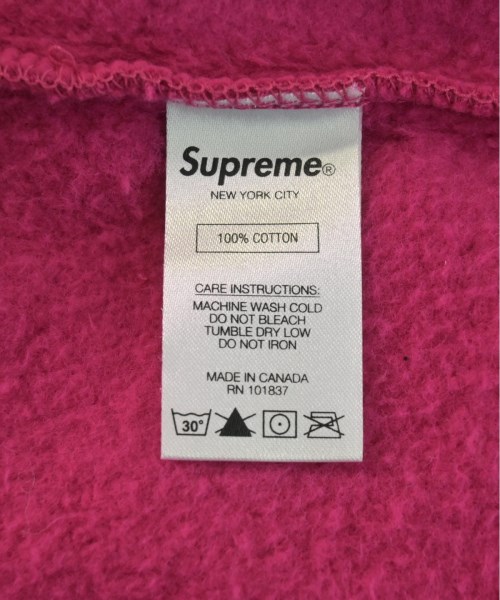 Supreme®
NEW YORK CITY
100% COTTON
CARE INSTRUCTIONS:
MACHINE WASH COLD
DO NOT BLEACH
TUMBLE DRY LOW
DO NOT IRON
MADE IN CANADA
RN 101837
30°